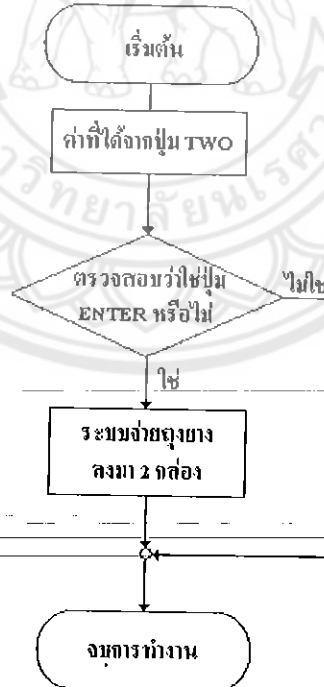 เริ่มต้น
ค่าที่ได้จากปุ่ม TWO
ตรวจสอบว่าใช่ปุ่ม
ENTER หรือไม่
ไม่ใช่
ใช่
ระบบจ่ายถุงยาง
ลงมา 2 กล่อง
จบการทำงาน